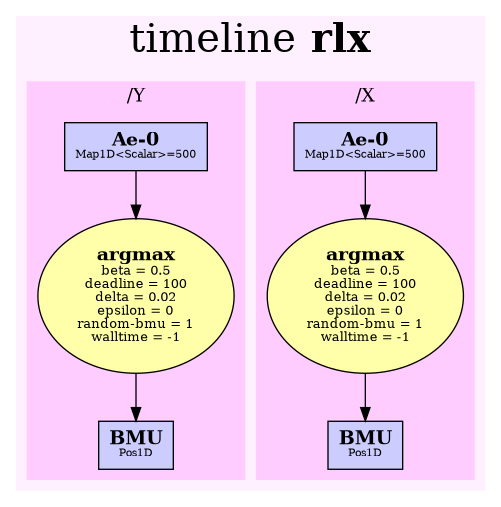 timeline rlx
/Y
Ae-0
Map1D<Scalar>=500
argmax
beta = 0.5
deadline = 100
delta = 0.02
epsilon = 0
random-bmu = 1
walltime = -1
BMU
Pos1D
/X
Ae-0
Map1D<Scalar>=500
argmax
beta = 0.5
deadline = 100
delta = 0.02
epsilon = 0
random-bmu = 1
walltime = -1
BMU
Pos1D